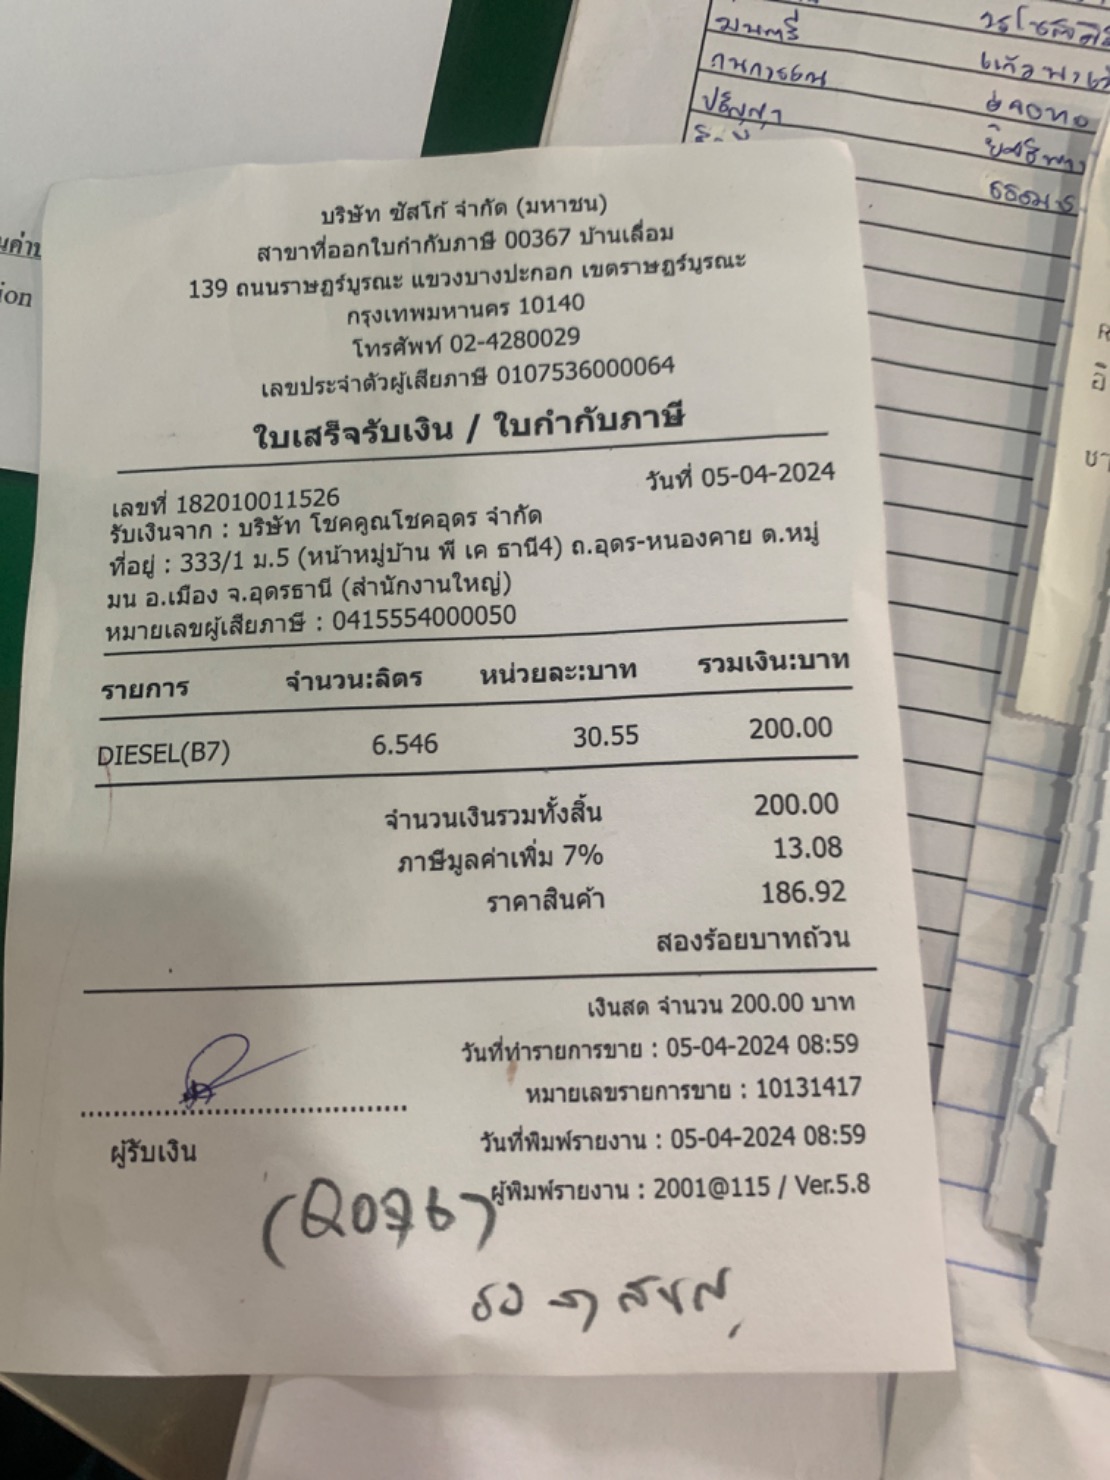 บริษัท ซัสโก้ จำกัด (มหาชน)
สาขาที่ออกใบกำกับภาษี 00367 บ้านเลื่อม
139 ถนนราษฎร์บูรณะ แขวงบางปะกอก เขตราษฎร์บูรณะ
กรุงเทพมหานคร 10140
โทรศัพท์ 02-4280029
เลขประจำตัวผู้เสียภาษี 0107536000064
ใบเสร็จรับเงิน / ใบกำกับภาษี
เลขที่ 182010011526 วันที่ 05-04-2024
รับเงินจาก : บริษัท โชคคูณโชคอุดร จำกัด
ที่อยู่ : 333/1 ม.5 (หน้าหมู่บ้าน พี เค ธานี4) ถ.อุดร-หนองคาย ต.หมู่
มน อ.เมือง จ.อุดรธานี (สำนักงานใหญ่)
หมายเลขผู้เสียภาษี : 0415554000050
รายการ จำนวน:ลิตร หน่วยละ:บาท รวมเงิน:บาท
DIESEL(B7) 6.546 30.55 200.00
จำนวนเงินรวมทั้งสิ้น 200.00
ภาษีมูลค่าเพิ่ม 7% 13.08
ราคาสินค้า 186.92
สองร้อยบาทถ้วน
เงินสด จำนวน 200.00 บาท
วันที่ทำรายการขาย : 05-04-2024 08:59
หมายเลขรายการขาย : 10131417
ผู้รับเงิน
วันที่พิมพ์รายงาน : 05-04-2024 08:59
ผู้พิมพ์รายงาน : 2001@115 / Ver.5.8
มนตรี
ปริญญา